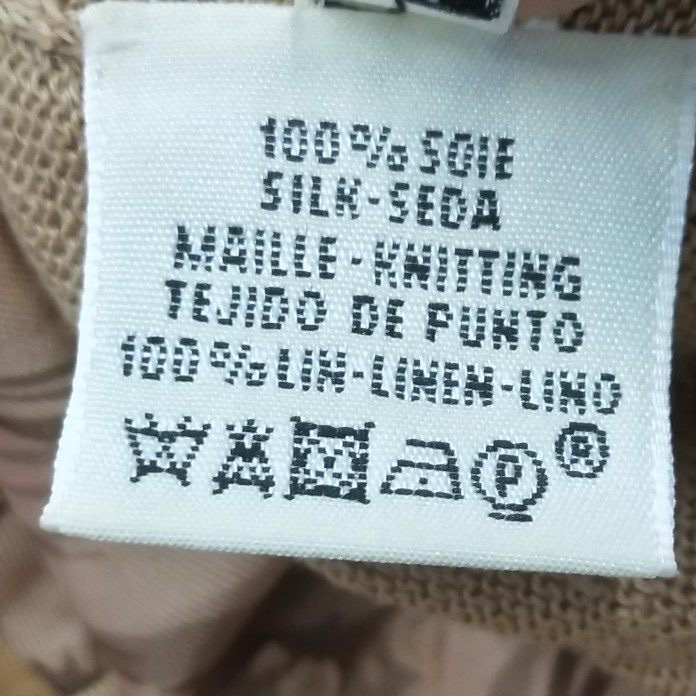 100% SOIE
SILK-SEDA
MAILLE-KNITTING
TEJIDO DE PUNTO
100% LIN-LINEN-LINO
P ®